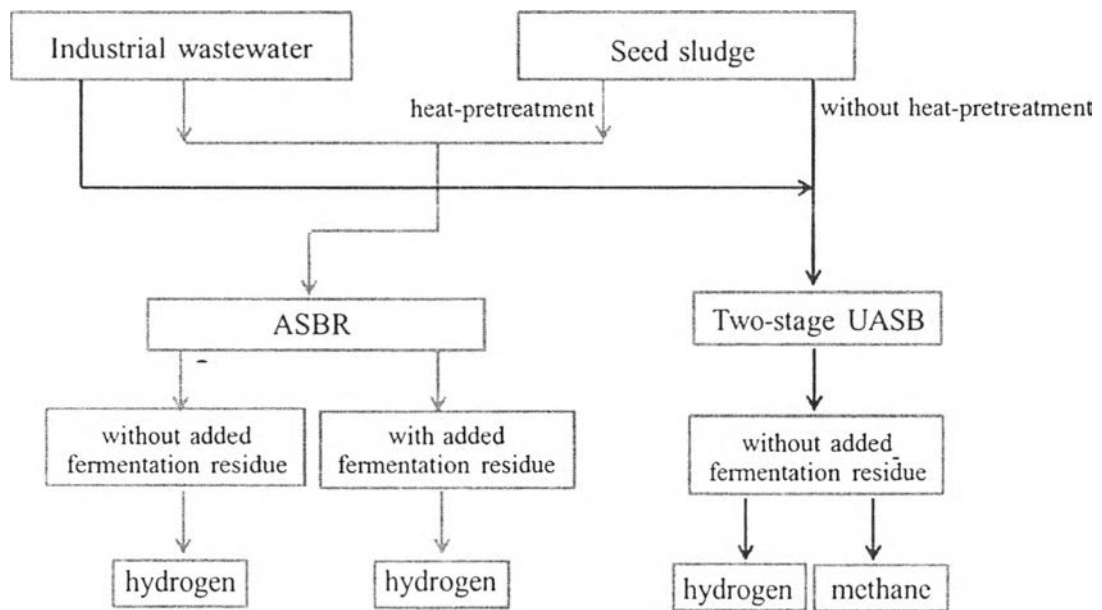 Industrial wastewater
Seed sludge
heat-pretreatment
without heat-pretreatment
ASBR
Two-stage UASB
without added
fermentation residue
with added
fermentation residue
without added
fermentation residue
hydrogen
hydrogen
hydrogen
methane